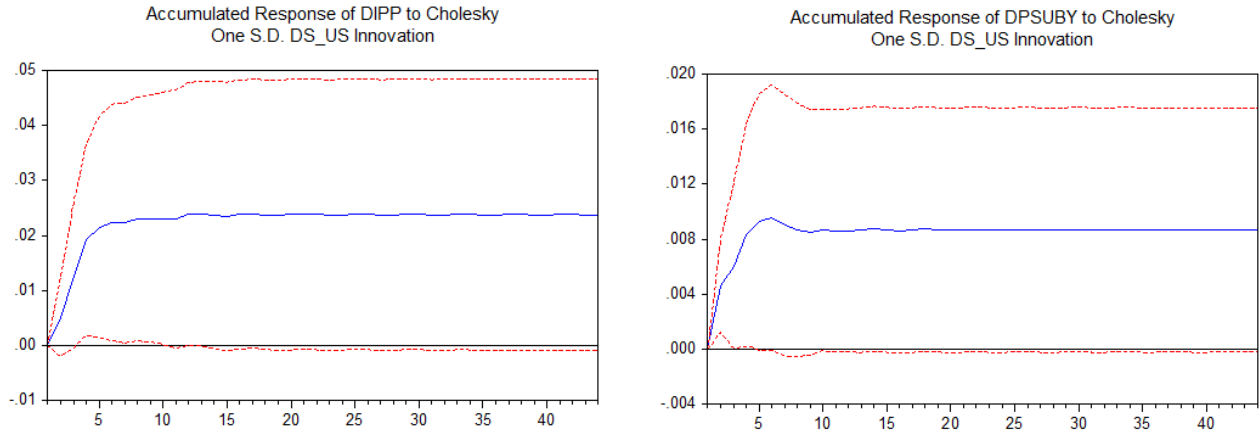 Accumulated Response of DIPP to Cholesky
One S.D. DS_US Innovation
.05
.04
.03
.02
.01
.00
-.01
5 10 15 20 25 30 35 40
Accumulated Response of DPSUBY to Cholesky
One S.D. DS_US Innovation
.020
.016
.012
.008
.004
.000
-.004
5 10 15 20 25 30 35 40